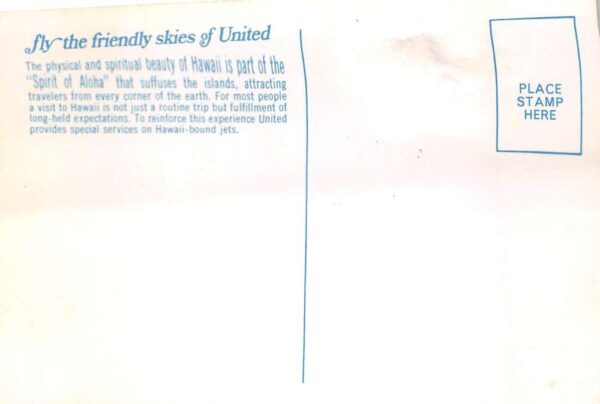 fly the friendly skies of United
The physical and spiritual beauty of Hawaii is part of the
"Spirit of Aloha" that suffuses the islands, attracting
travelers from every corner of the earth. For most people
a visit to Hawaii is not just a routine trip but fulfillment of
long-held expectations. To reinforce this experience United
provides special services on Hawaii-bound jets.
PLACE
STAMP
HERE